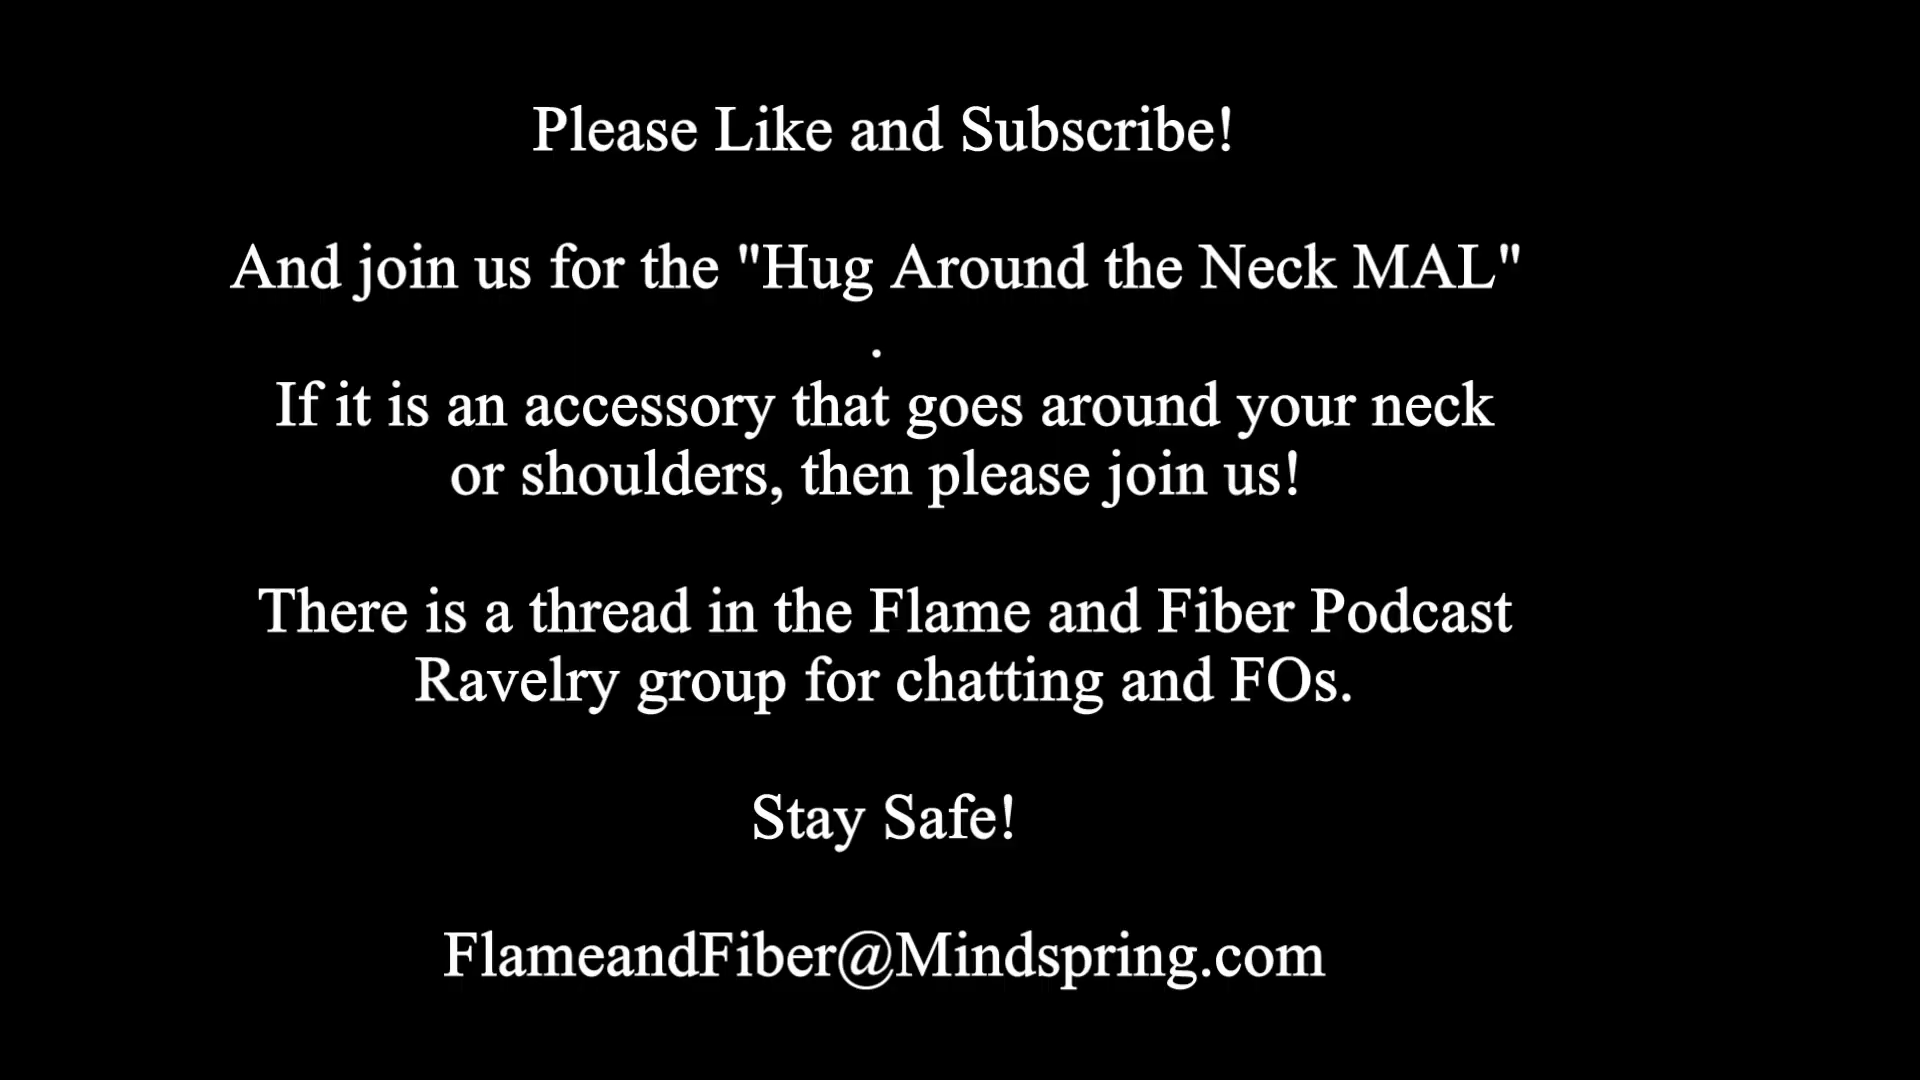 Please Like and Subscribe!
And join us for the "Hug Around the Neck MAL"
.
If it is an accessory that goes around your neck
or shoulders, then please join us!
There is a thread in the Flame and Fiber Podcast
Ravelry group for chatting and FOs.
Stay Safe!
FlameandFiber@Mindspring.com